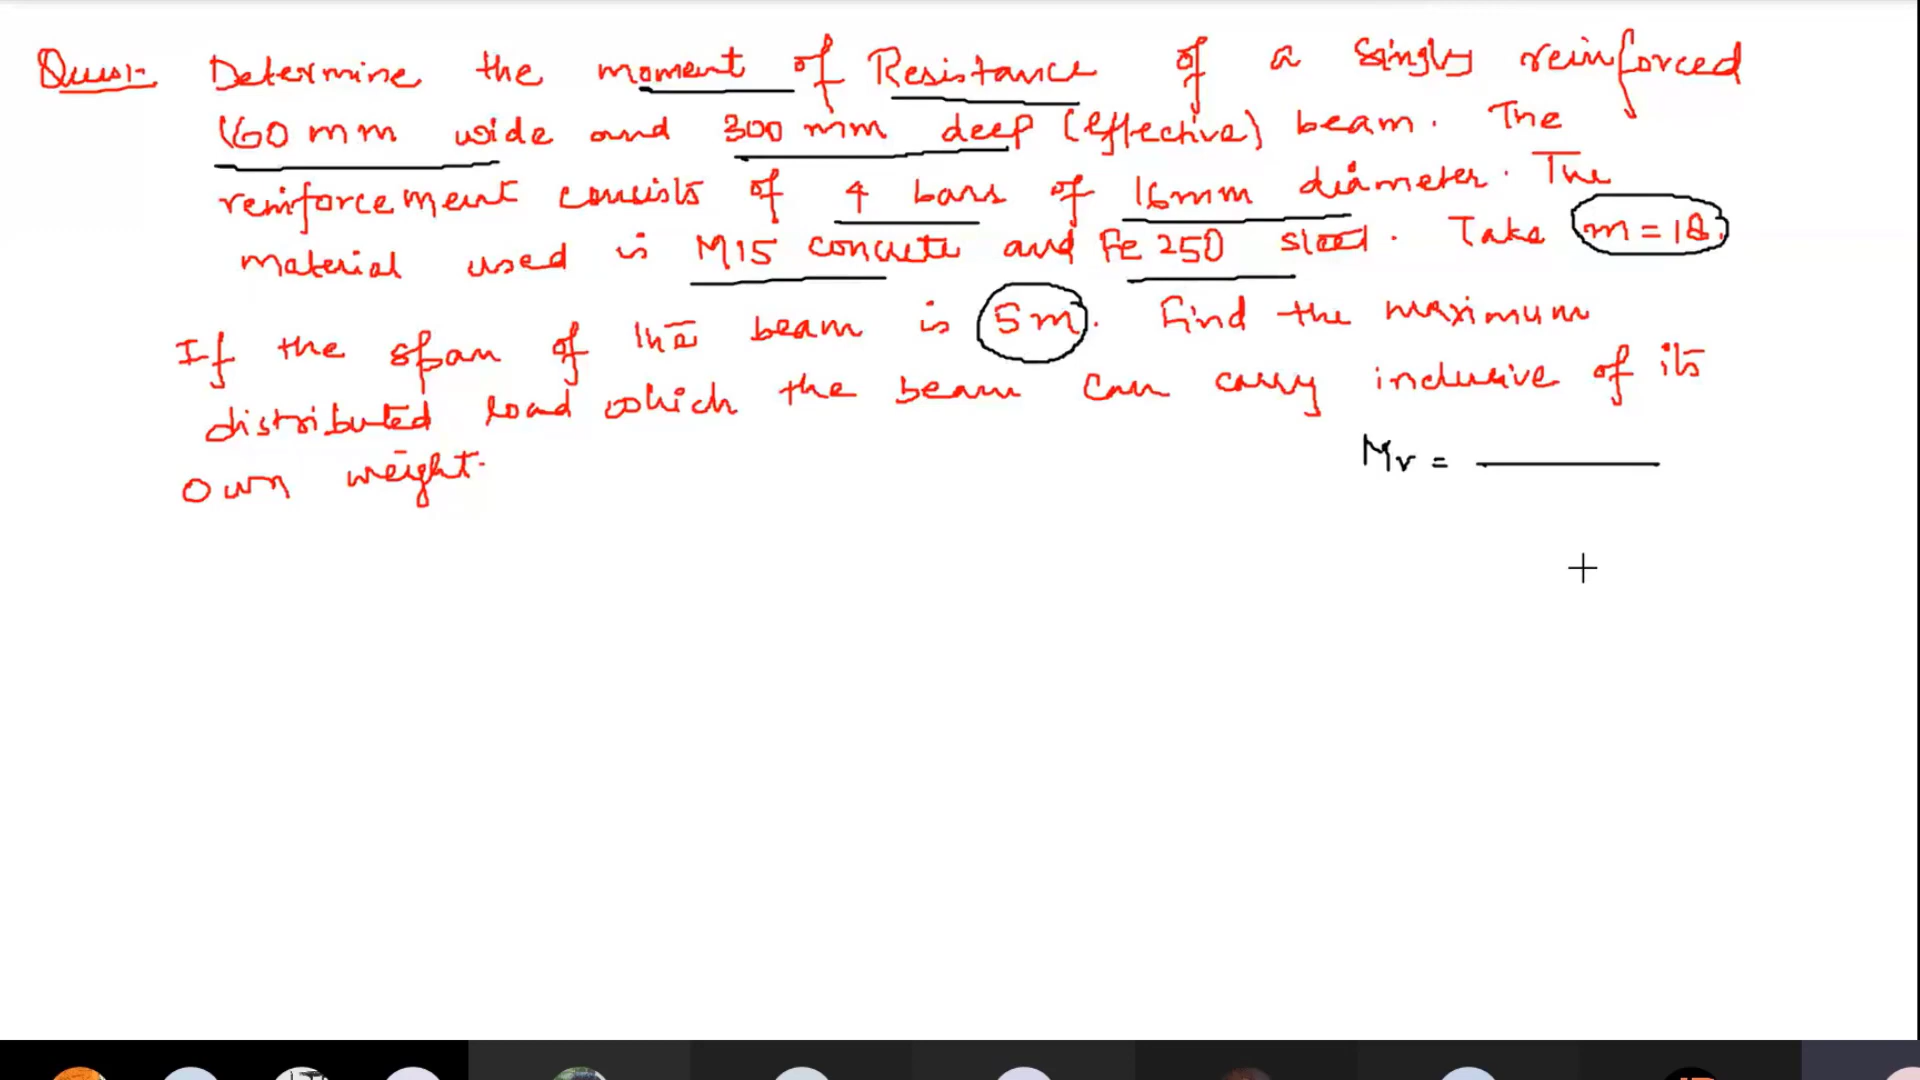 Ques:- Determine the moment of Resistance of a singly reinforced
160 mm wide and 300 mm deep (effective) beam. The
reinforcement consists of 4 bars of 16mm diameter. The
material used is M15 concrete and Fe 250 steel. Take m = 18.
If the span of the beam is 5m. Find the maximum
distributed load which the beam can carry inclusive of its
own weight.
Mr =